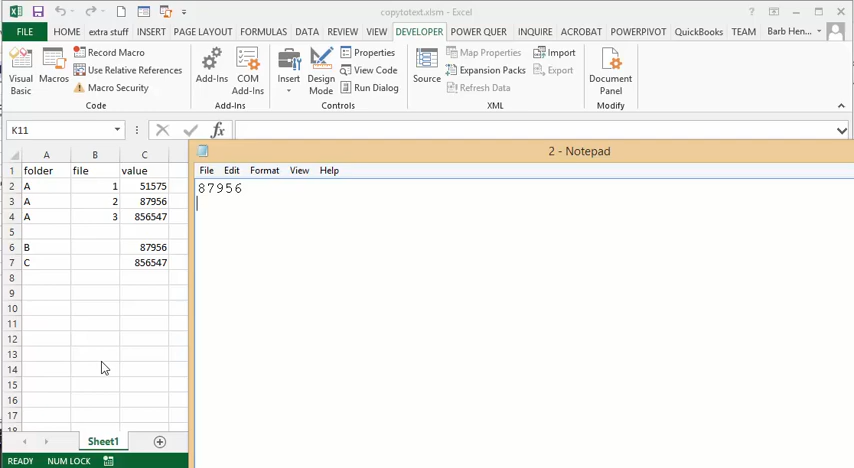 copytotext.xlsm - Excel
FILE HOME extra stuff INSERT PAGE LAYOUT FORMULAS DATA REVIEW VIEW DEVELOPER POWER QUER INQUIRE ACROBAT POWERPIVOT QuickBooks TEAM Barb Hen...
Visual Basic
Macros
Record Macro
Use Relative References
Macro Security
Code
Add-Ins
COM Add-Ins
Add-Ins
Insert
Design Mode
Properties
View Code
Run Dialog
Controls
Source
Map Properties
Expansion Packs
Refresh Data
Import
Export
XML
Document Panel
Modify
K11
fx
2 - Notepad
File Edit Format View Help
87956
A B C
1 folder file value
2 A 1 51575
3 A 2 87956
4 A 3 856547
5
6 B 87956
7 C 856547
8
9
10
11
12
13
14
15
16
17
18
Sheet1
READY NUM LOCK